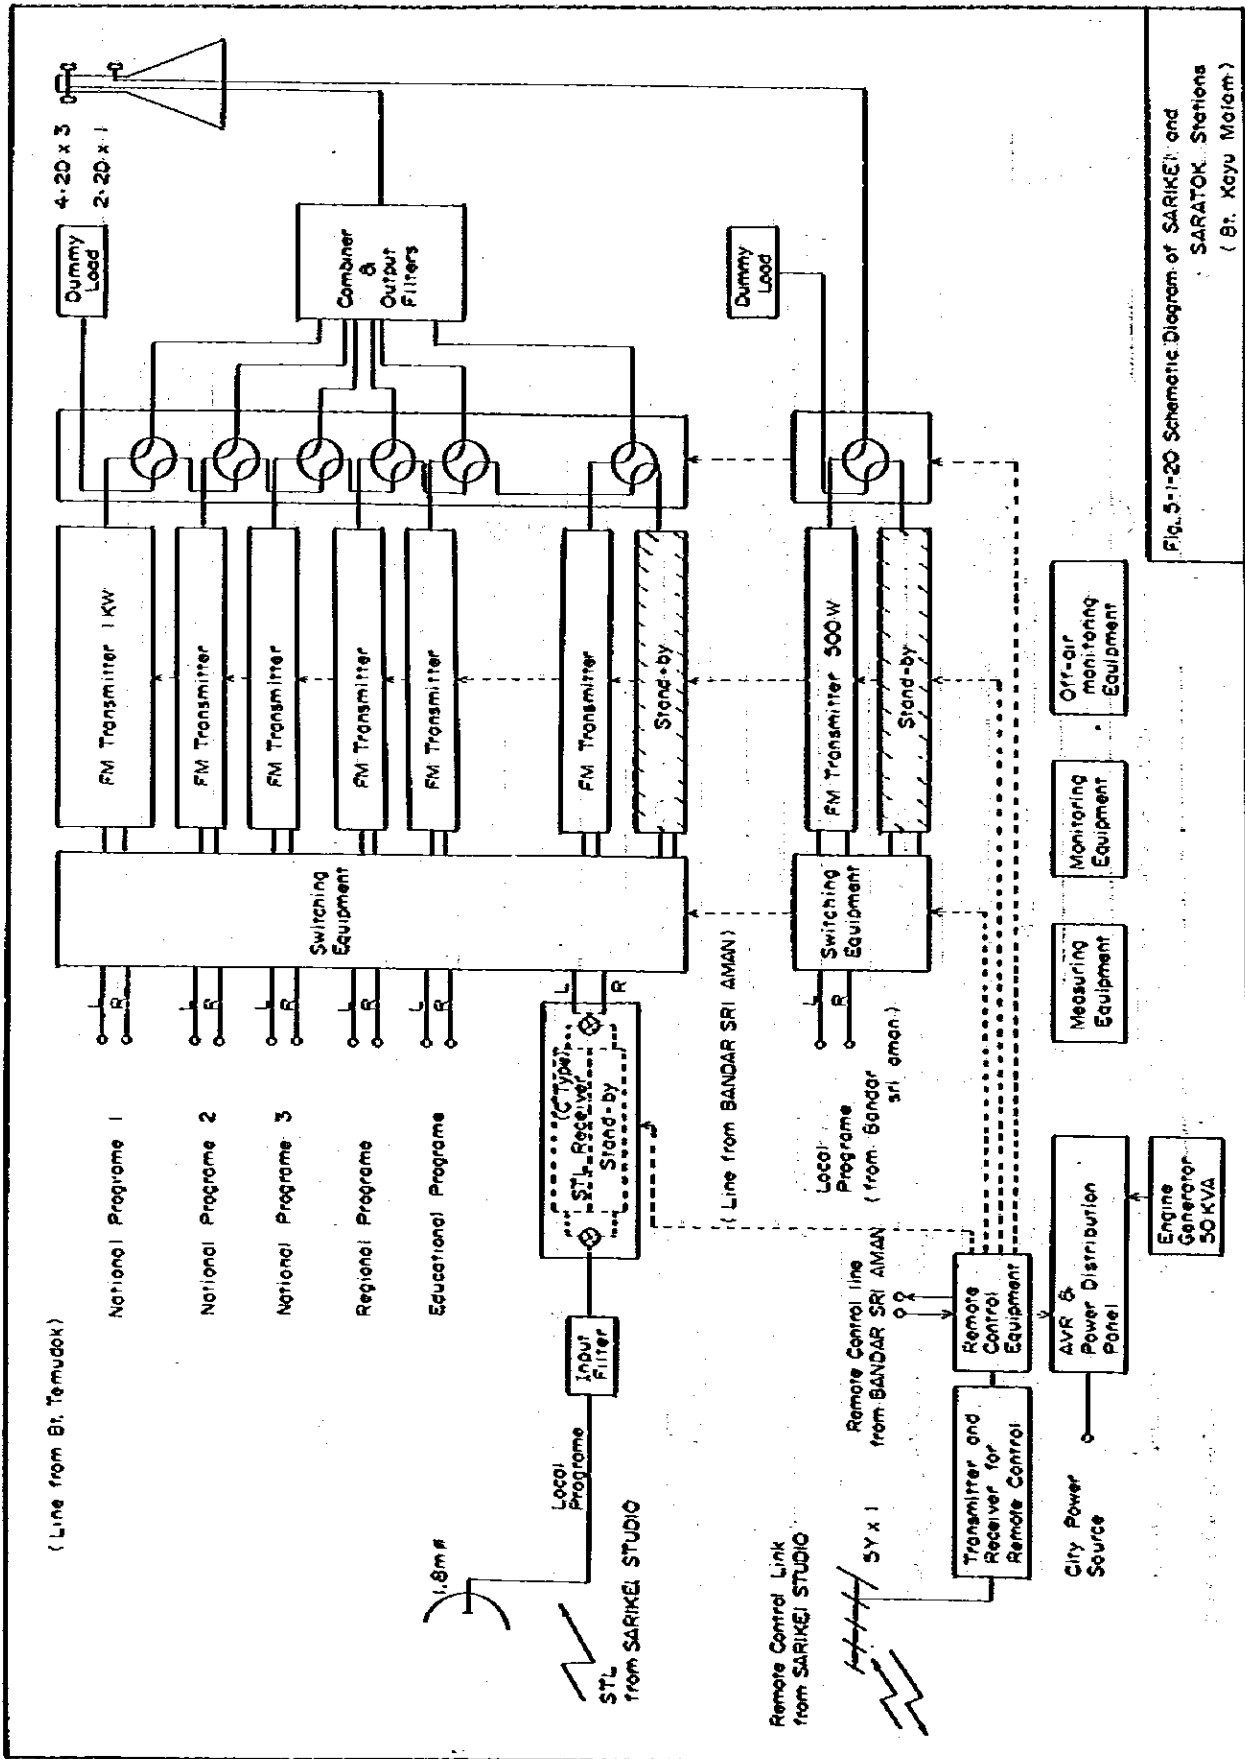 ( Line from Bt. Temudok)
National Programe 1
National Programe 2
National Programe 3
Regional Programe
Educational Programe
L
R
L
R
L
R
L
R
L
R
Switching
Equipment
FM Transmitter 1 KW
FM Transmitter
FM Transmitter
FM Transmitter
FM Transmitter
FM Transmitter
Stand-by
Dummy
Load
4-20 x 3
2-20 x 1
Combiner
&
Output
Filters
1.8mø
STL
from SARIKEI STUDIO
Local
Programe
Input
Filter
(C Type)
STL Receiver
Stand-by
L
R
( Line from BANDAR SRI AMAN)
Local
Programe
( from Bandar
sri aman)
L
R
Switching
Equipment
FM Transmitter 500W
Stand-by
Dummy
Load
Remote Control Link
from SARIKEI STUDIO
5Y x 1
Remote Control line
from BANDAR SRI AMAN
Transmitter and
Receiver for
Remote Control
Remote
Control
Equipment
City Power
Source
AVR &
Power Distribution
Panel
Engine
Generator
50 KVA
Measuring
Equipment
Monitoring
Equipment
Off-air
monitoring
Equipment
Fig. 5-1-20 Schematic Diagram of SARIKEI and
SARATOK Stations
( Bt. Kayu Malam )